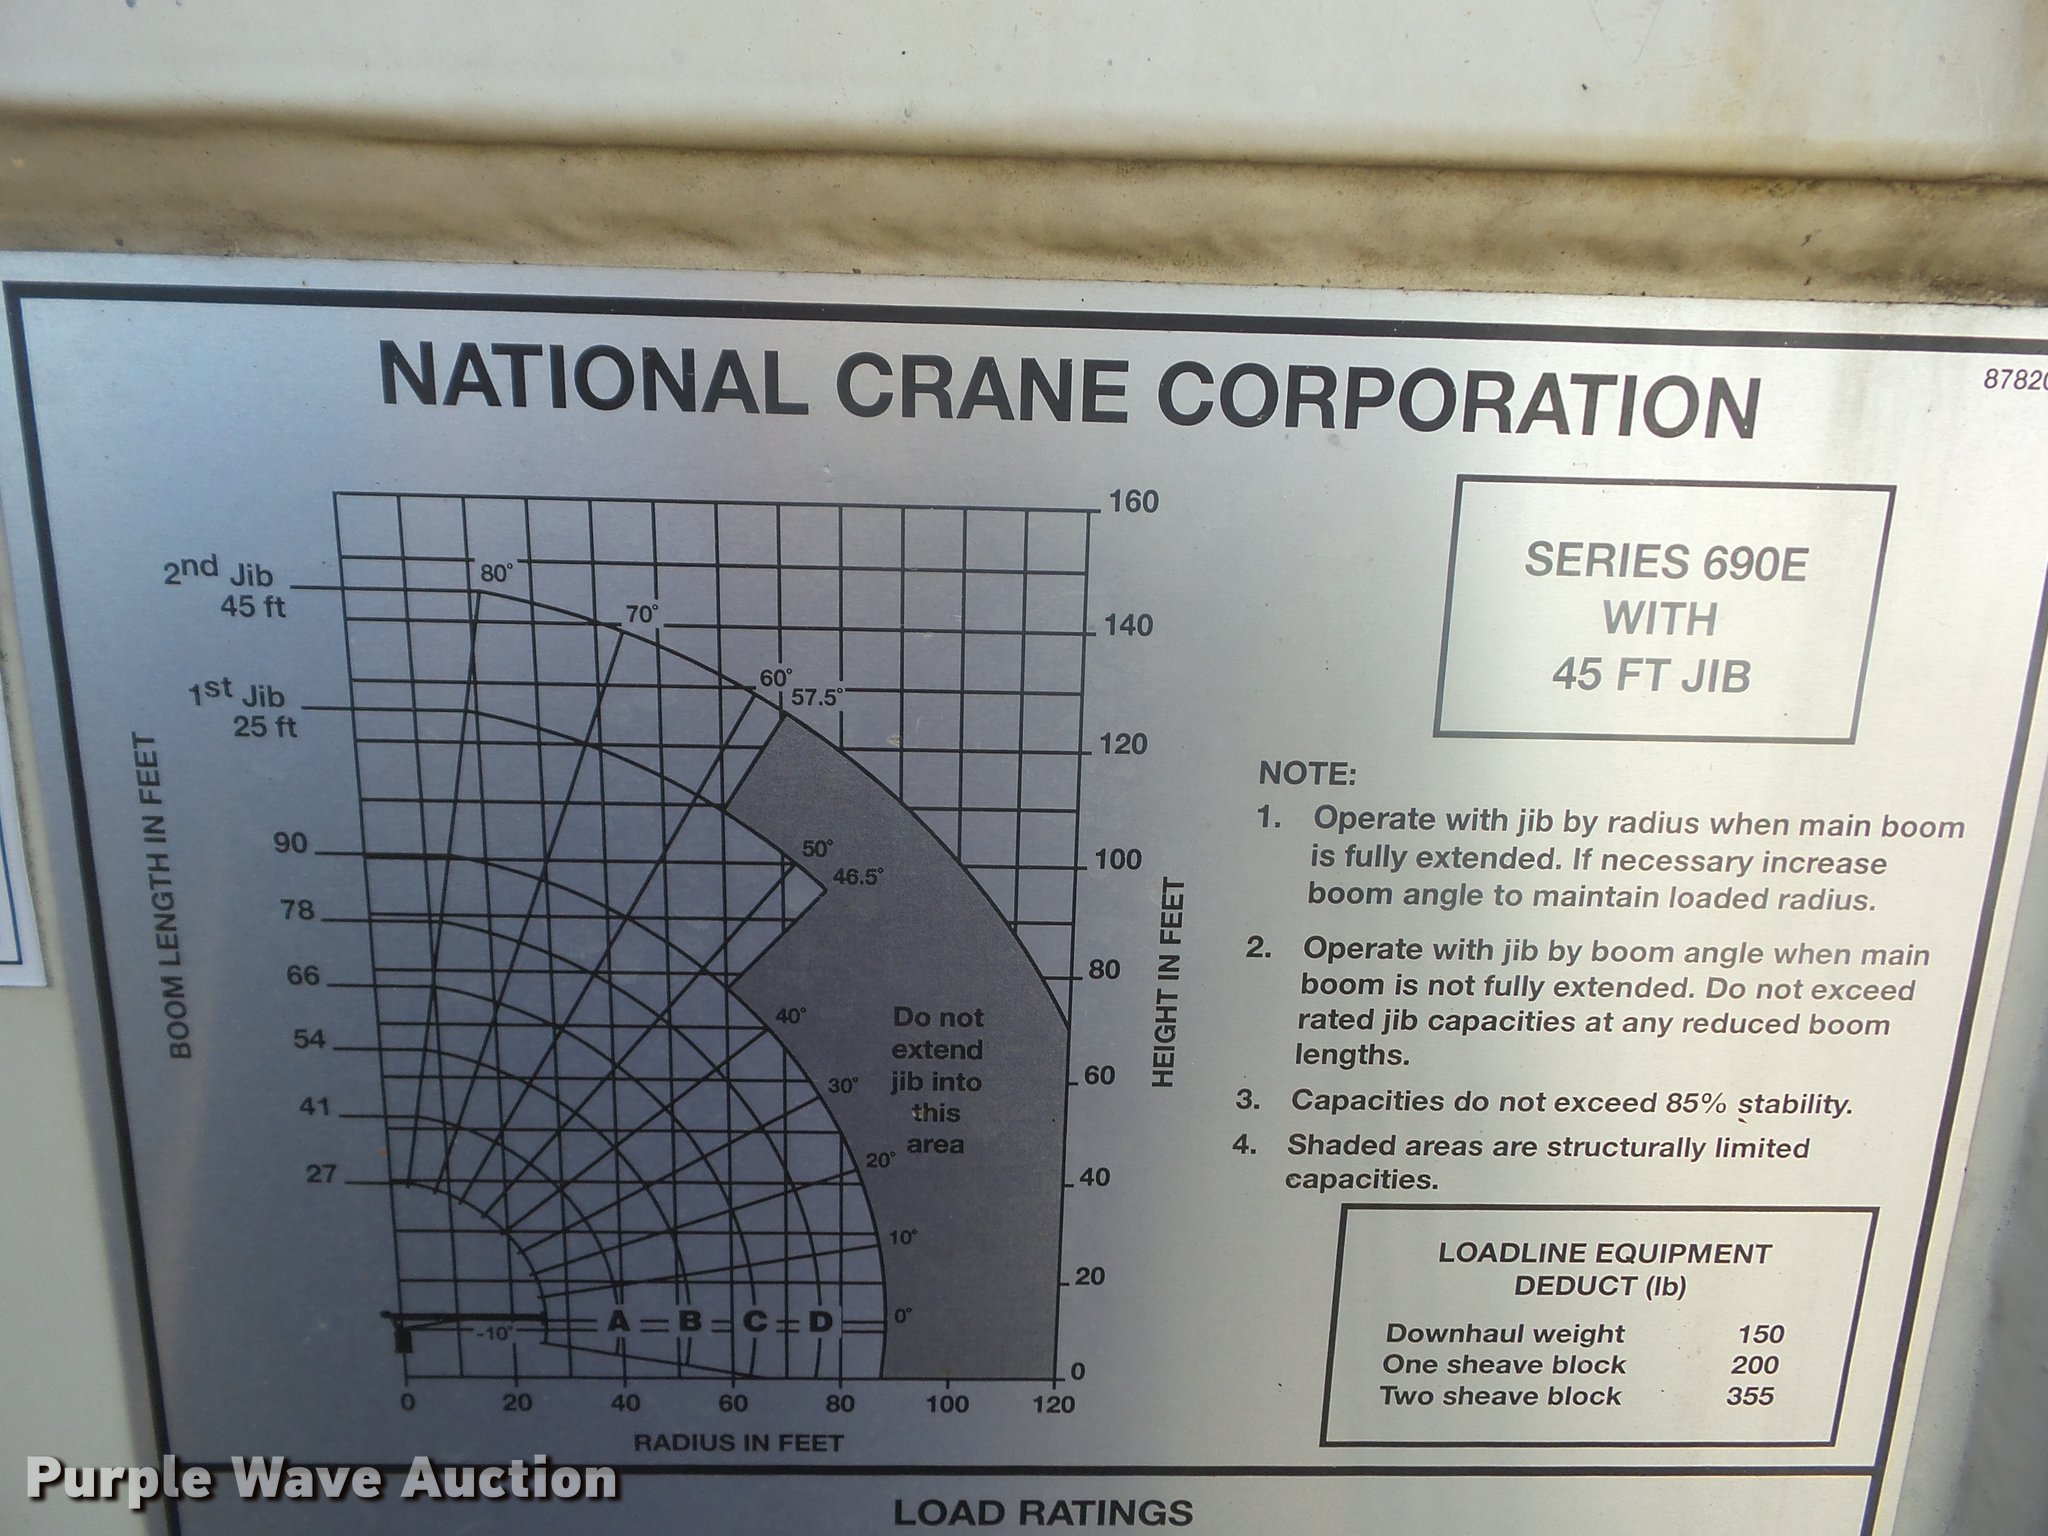 NATIONAL CRANE CORPORATION
SERIES 690E
WITH
45 FT JIB
2nd Jib
45 ft
1st Jib
25 ft
90
78
66
54
41
27
BOOM LENGTH IN FEET
80°
70°
60°
57.5°
50°
46.5°
40°
30°
20°
10°
0°
-10°
A B C D
Do not
extend
jib into
this
area
160
140
120
100
80
60
40
20
0
HEIGHT IN FEET
0 20 40 60 80 100 120
RADIUS IN FEET
NOTE:
1. Operate with jib by radius when main boom
is fully extended. If necessary increase
boom angle to maintain loaded radius.
2. Operate with jib by boom angle when main
boom is not fully extended. Do not exceed
rated jib capacities at any reduced boom
lengths.
3. Capacities do not exceed 85% stability.
4. Shaded areas are structurally limited
capacities.
LOADLINE EQUIPMENT
DEDUCT (lb)
Downhaul weight 150
One sheave block 200
Two sheave block 355
LOAD RATINGS
Purple Wave Auction